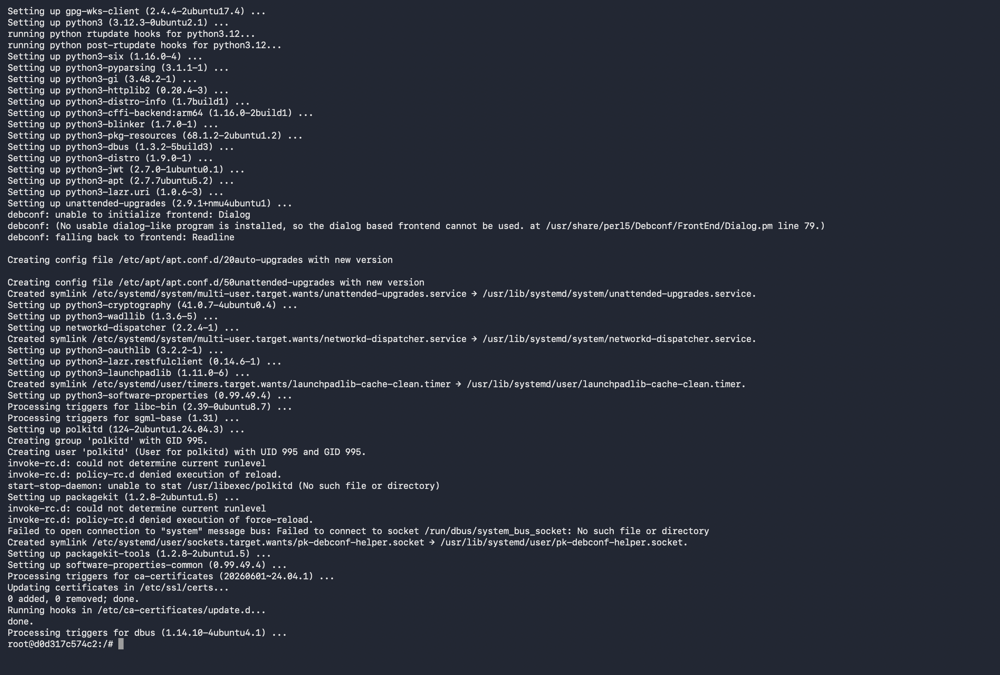 Setting up gpg-wks-client (2.4.4-2ubuntu17.4) ...
Setting up python3 (3.12.3-0ubuntu2.1) ...
running python rtupdate hooks for python3.12...
running python post-rtupdate hooks for python3.12...
Setting up python3-six (1.16.0-4) ...
Setting up python3-pyparsing (3.1.1-1) ...
Setting up python3-gi (3.48.2-1) ...
Setting up python3-httplib2 (0.20.4-3) ...
Setting up python3-distro-info (1.7build1) ...
Setting up python3-cffi-backend:arm64 (1.16.0-2build1) ...
Setting up python3-blinker (1.7.0-1) ...
Setting up python3-pkg-resources (68.1.2-2ubuntu1.2) ...
Setting up python3-dbus (1.3.2-5build3) ...
Setting up python3-distro (1.9.0-1) ...
Setting up python3-jwt (2.7.0-1ubuntu0.1) ...
Setting up python3-apt (2.7.7ubuntu5.2) ...
Setting up python3-lazr.uri (1.0.6-3) ...
Setting up unattended-upgrades (2.9.1+nmu4ubuntu1) ...
debconf: unable to initialize frontend: Dialog
debconf: (No usable dialog-like program is installed, so the dialog based frontend cannot be used. at /usr/share/perl5/Debconf/FrontEnd/Dialog.pm line 79.)
debconf: falling back to frontend: Readline

Creating config file /etc/apt/apt.conf.d/20auto-upgrades with new version

Creating config file /etc/apt/apt.conf.d/50unattended-upgrades with new version
Created symlink /etc/systemd/system/multi-user.target.wants/unattended-upgrades.service → /usr/lib/systemd/system/unattended-upgrades.service.
Setting up python3-cryptography (41.0.7-4ubuntu0.4) ...
Setting up python3-wadllib (1.3.6-5) ...
Setting up networkd-dispatcher (2.2.4-1) ...
Created symlink /etc/systemd/system/multi-user.target.wants/networkd-dispatcher.service → /usr/lib/systemd/system/networkd-dispatcher.service.
Setting up python3-oauthlib (3.2.2-1) ...
Setting up python3-lazr.restfulclient (0.14.6-1) ...
Setting up python3-launchpadlib (1.11.0-6) ...
Created symlink /etc/systemd/user/timers.target.wants/launchpadlib-cache-clean.timer → /usr/lib/systemd/user/launchpadlib-cache-clean.timer.
Setting up python3-software-properties (0.99.49.4) ...
Processing triggers for libc-bin (2.39-0ubuntu8.7) ...
Processing triggers for sgml-base (1.31) ...
Setting up polkitd (124-2ubuntu1.24.04.3) ...
Creating group 'polkitd' with GID 995.
Creating user 'polkitd' (User for polkitd) with UID 995 and GID 995.
invoke-rc.d: could not determine current runlevel
invoke-rc.d: policy-rc.d denied execution of reload.
start-stop-daemon: unable to stat /usr/libexec/polkitd (No such file or directory)
Setting up packagekit (1.2.8-2ubuntu1.5) ...
invoke-rc.d: could not determine current runlevel
invoke-rc.d: policy-rc.d denied execution of force-reload.
Failed to open connection to "system" message bus: Failed to connect to socket /run/dbus/system_bus_socket: No such file or directory
Created symlink /etc/systemd/user/sockets.target.wants/pk-debconf-helper.socket → /usr/lib/systemd/user/pk-debconf-helper.socket.
Setting up packagekit-tools (1.2.8-2ubuntu1.5) ...
Setting up software-properties-common (0.99.49.4) ...
Processing triggers for ca-certificates (20260601~24.04.1) ...
Updating certificates in /etc/ssl/certs...
0 added, 0 removed; done.
Running hooks in /etc/ca-certificates/update.d...
done.
Processing triggers for dbus (1.14.10-4ubuntu4.1) ...
root@d0d317c574c2:/#